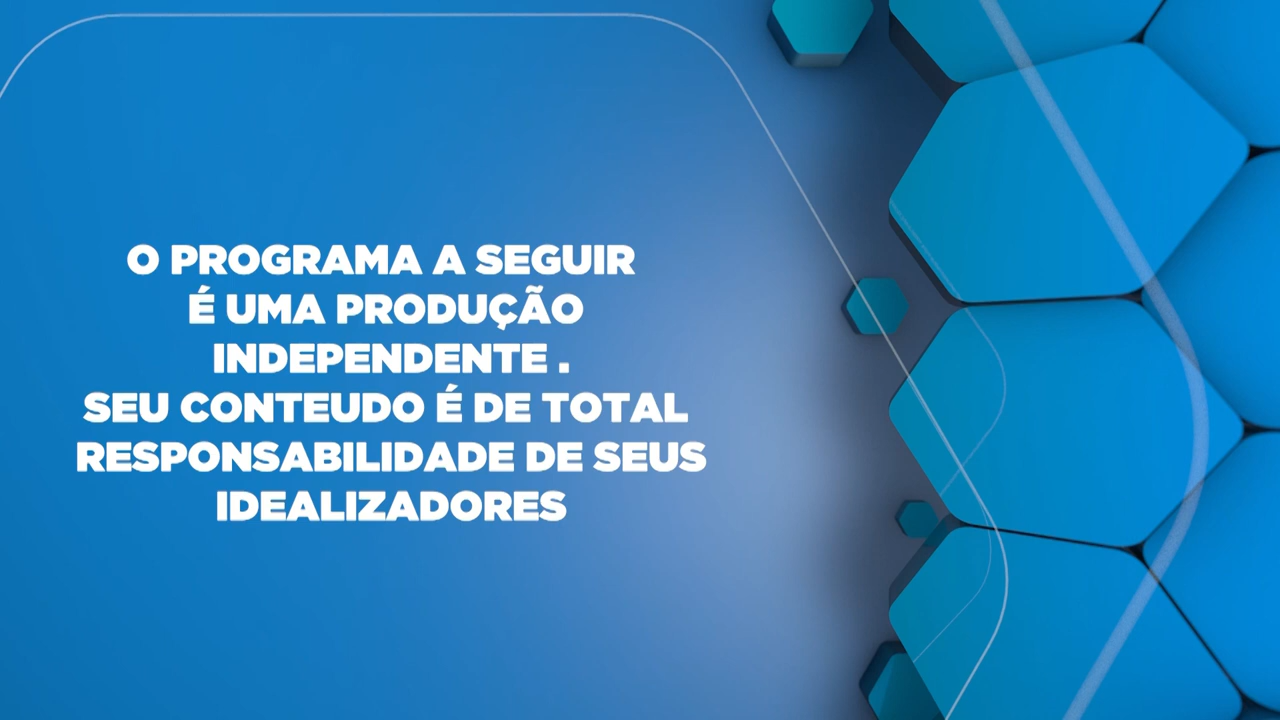 O PROGRAMA A SEGUIR
É UMA PRODUÇÃO
INDEPENDENTE .
SEU CONTEUDO É DE TOTAL
RESPONSABILIDADE DE SEUS
IDEALIZADORES